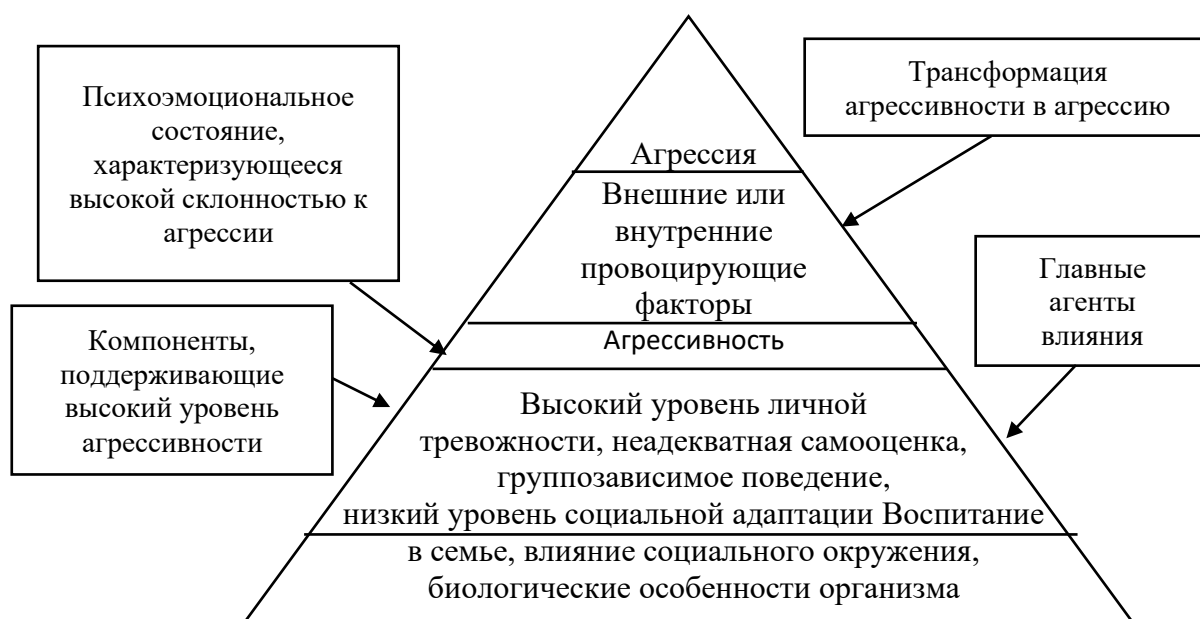 Психоэмоциональное
состояние,
характеризующееся
высокой склонностью к
агрессии
Компоненты,
поддерживающие
высокий уровень
агрессивности
Трансформация
агрессивности в агрессию
Главные
агенты
влияния
Агрессия
Внешние или
внутренние
провоцирующие
факторы
Агрессивность
Высокий уровень личной
тревожности, неадекватная самооценка,
группозависимое поведение,
низкий уровень социальной адаптации Воспитание
в семье, влияние социального окружения,
биологические особенности организма